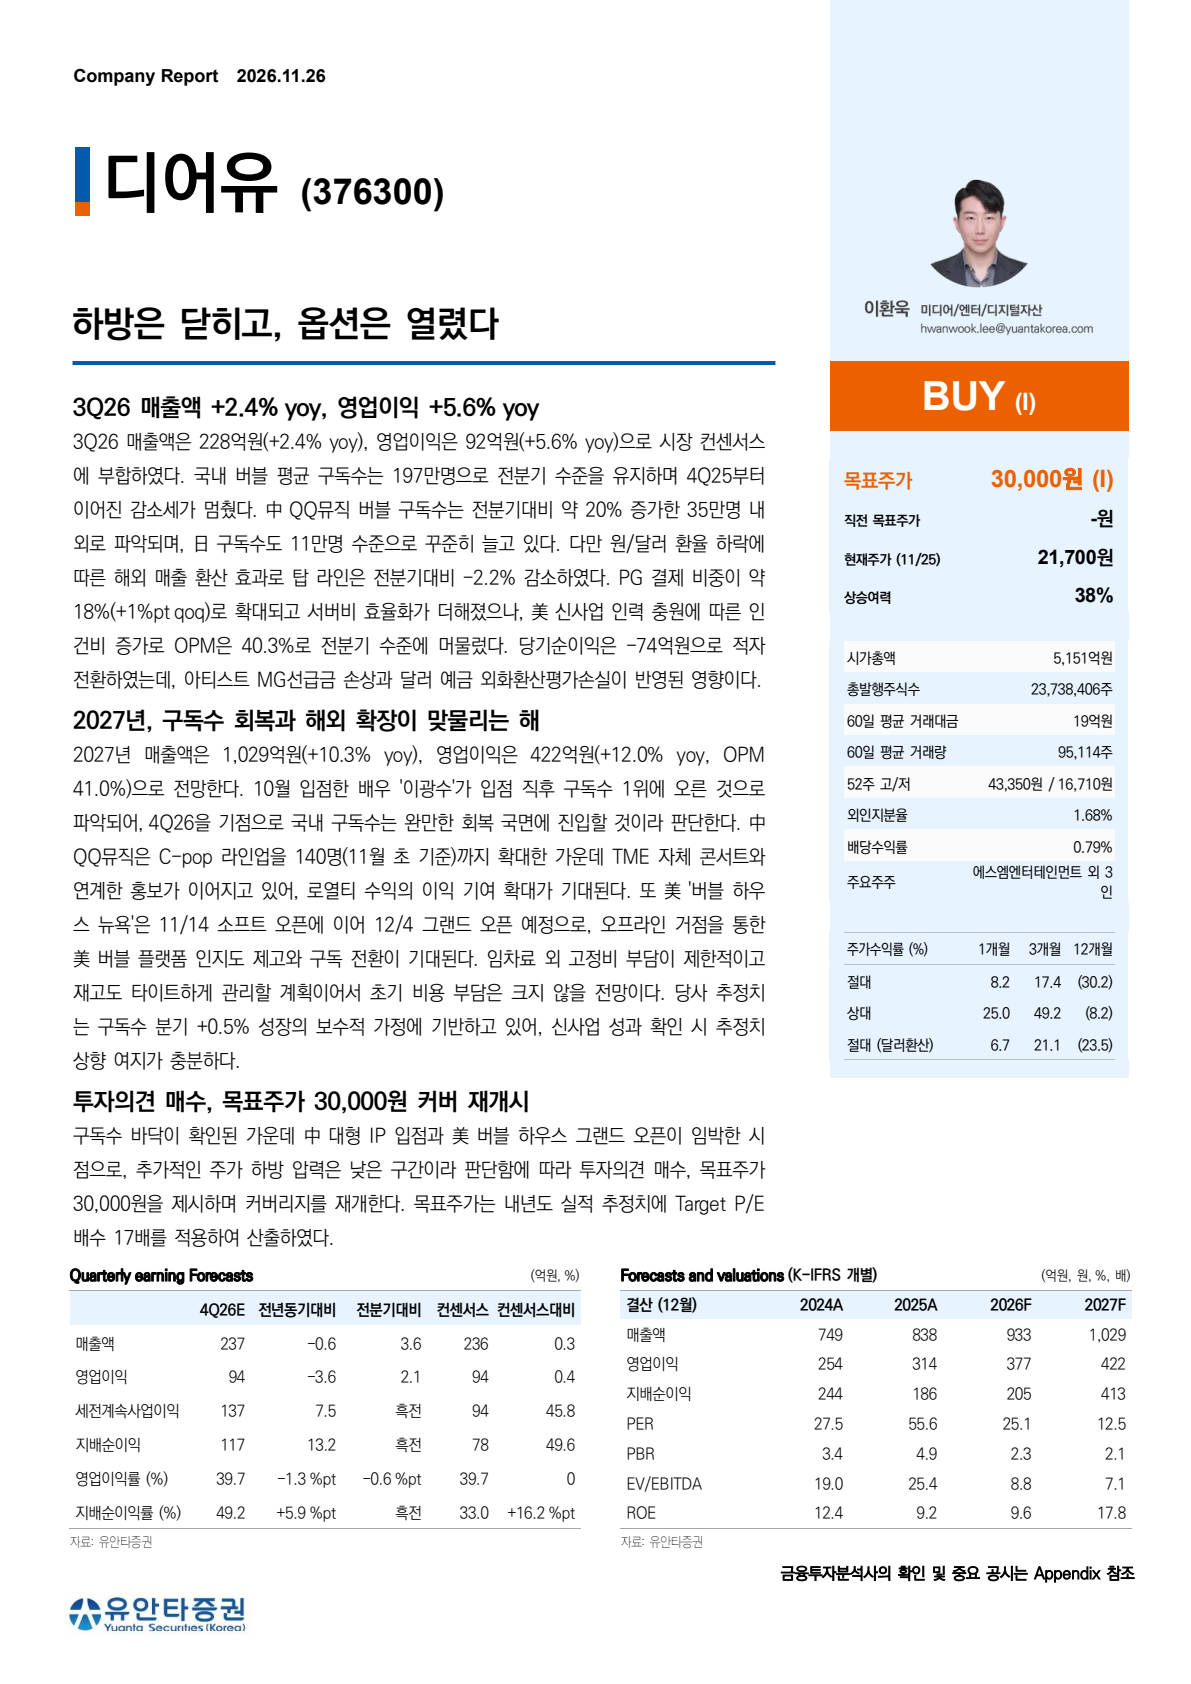 Company Report 2026.11.26
디어유 (376300)
하방은 닫히고, 옵션은 열렸다
3Q26 매출액 +2.4% yoy, 영업이익 +5.6% yoy
3Q26 매출액은 228억원(+2.4% yoy), 영업이익은 92억원(+5.6% yoy)으로 시장 컨센서스
에 부합하였다. 국내 버블 평균 구독수는 197만명으로 전분기 수준을 유지하며 4Q25부터
이어진 감소세가 멈췄다. 中 QQ뮤직 버블 구독수는 전분기대비 약 20% 증가한 35만명 내
외로 파악되며, 日 구독수도 11만명 수준으로 꾸준히 늘고 있다. 다만 원/달러 환율 하락에
따른 해외 매출 환산 효과로 탑 라인은 전분기대비 -2.2% 감소하였다. PG 결제 비중이 약
18%(+1%pt qoq)로 확대되고 서버비 효율화가 더해졌으나, 美 신사업 인력 충원에 따른 인
건비 증가로 OPM은 40.3%로 전분기 수준에 머물렀다. 당기순이익은 -74억원으로 적자
전환하였는데, 아티스트 MG선급금 손상과 달러 예금 외화환산평가손실이 반영된 영향이다.
2027년, 구독수 회복과 해외 확장이 맞물리는 해
2027년 매출액은 1,029억원(+10.3% yoy), 영업이익은 422억원(+12.0% yoy, OPM
41.0%)으로 전망한다. 10월 입점한 배우 '이광수'가 입점 직후 구독수 1위에 오른 것으로
파악되어, 4Q26을 기점으로 국내 구독수는 완만한 회복 국면에 진입할 것이라 판단한다. 中
QQ뮤직은 C-pop 라인업을 140명(11월 초 기준)까지 확대한 가운데 TME 자체 콘서트와
연계한 홍보가 이어지고 있어, 로열티 수익의 이익 기여 확대가 기대된다. 또 美 '버블 하우
스 뉴욕'은 11/14 소프트 오픈에 이어 12/4 그랜드 오픈 예정으로, 오프라인 거점을 통한
美 버블 플랫폼 인지도 제고와 구독 전환이 기대된다. 임차료 외 고정비 부담이 제한적이고
재고도 타이트하게 관리할 계획이어서 초기 비용 부담은 크지 않을 전망이다. 당사 추정치
는 구독수 분기 +0.5% 성장의 보수적 가정에 기반하고 있어, 신사업 성과 확인 시 추정치
상향 여지가 충분하다.
투자의견 매수, 목표주가 30,000원 커버 재개시
구독수 바닥이 확인된 가운데 中 대형 IP 입점과 美 버블 하우스 그랜드 오픈이 임박한 시
점으로, 추가적인 주가 하방 압력은 낮은 구간이라 판단함에 따라 투자의견 매수, 목표주가
30,000원을 제시하며 커버리지를 재개한다. 목표주가는 내년도 실적 추정치에 Target P/E
배수 17배를 적용하여 산출하였다.
이환욱 미디어/엔터/디지털자산
hwanwook.lee@yuantakorea.com
BUY (I)
목표주가 30,000원 (I)
직전 목표주가 -원
현재주가 (11/25) 21,700원
상승여력 38%
시가총액 5,151억원
총발행주식수 23,738,406주
60일 평균 거래대금 19억원
60일 평균 거래량 95,114주
52주 고/저 43,350원 / 16,710원
외인지분율 1.68%
배당수익률 0.79%
주요주주 에스엠엔터테인먼트 외 3
인
주가수익률 (%) 1개월 3개월 12개월
절대 8.2 17.4 (30.2)
상대 25.0 49.2 (8.2)
절대 (달러환산) 6.7 21.1 (23.5)
Quarterly earning Forecasts (억원, %)
4Q26E 전년동기대비 전분기대비 컨센서스 컨센서스대비
매출액 237 -0.6 3.6 236 0.3
영업이익 94 -3.6 2.1 94 0.4
세전계속사업이익 137 7.5 흑전 94 45.8
지배순이익 117 13.2 흑전 78 49.6
영업이익률 (%) 39.7 -1.3 %pt -0.6 %pt 39.7 0
지배순이익률 (%) 49.2 +5.9 %pt 흑전 33.0 +16.2 %pt
자료: 유안타증권
Forecasts and valuations (K-IFRS 개별) (억원, 원, %, 배)
결산 (12월) 2024A 2025A 2026F 2027F
매출액 749 838 933 1,029
영업이익 254 314 377 422
지배순이익 244 186 205 413
PER 27.5 55.6 25.1 12.5
PBR 3.4 4.9 2.3 2.1
EV/EBITDA 19.0 25.4 8.8 7.1
ROE 12.4 9.2 9.6 17.8
자료: 유안타증권
금융투자분석사의 확인 및 중요 공시는 Appendix 참조
유안타증권
Yuanta Securities (Korea)